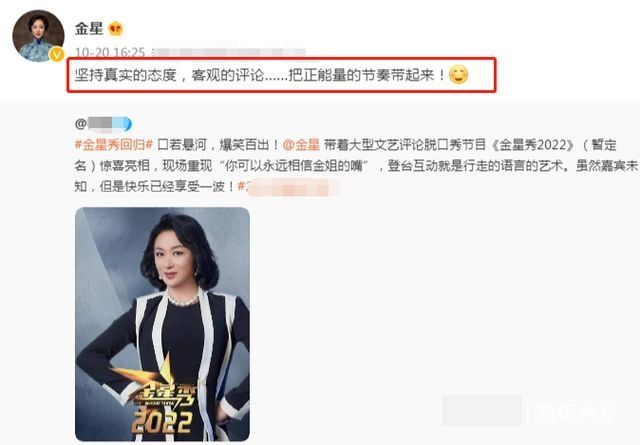 金星
10-20 16:25
坚持真实的态度，客观的评论......把正能量的节奏带起来！
@
#金星秀回归# 口若悬河，爆笑百出！@金星 带着大型文艺评论脱口秀节目《金星秀2022》（暂定
名）惊喜亮相，现场重现“你可以永远相信金姐的嘴”，登台互动就是行走的语言的艺术。虽然嘉宾未
知，但是快乐已经享受一波！#2
金星秀
2022
盖饭娱乐